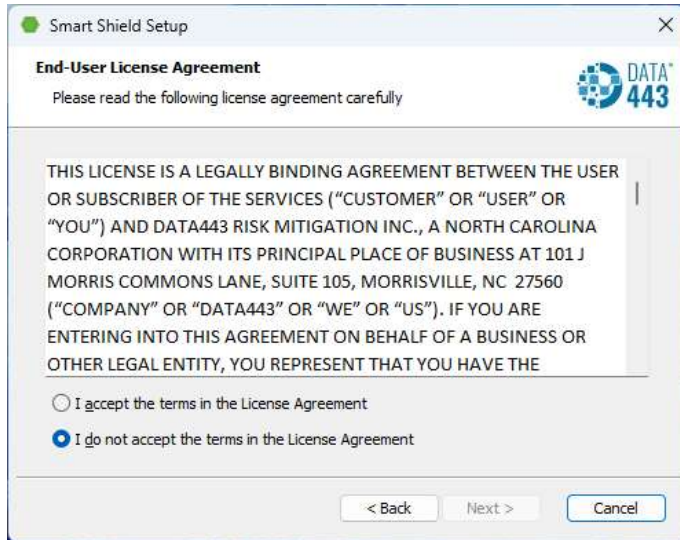 Smart Shield Setup
End-User License Agreement
Please read the following license agreement carefully
DATA
443
THIS LICENSE IS A LEGALLY BINDING AGREEMENT BETWEEN THE USER
OR SUBSCRIBER OF THE SERVICES (“CUSTOMER” OR “USER” OR
“YOU”) AND DATA443 RISK MITIGATION INC., A NORTH CAROLINA
CORPORATION WITH ITS PRINCIPAL PLACE OF BUSINESS AT 101 J
MORRIS COMMONS LANE, SUITE 105, MORRISVILLE, NC  27560
(“COMPANY” OR “DATA443” OR “WE” OR “US”). IF YOU ARE
ENTERING INTO THIS AGREEMENT ON BEHALF OF A BUSINESS OR
OTHER LEGAL ENTITY, YOU REPRESENT THAT YOU HAVE THE
I accept the terms in the License Agreement
I do not accept the terms in the License Agreement
< Back Next > Cancel